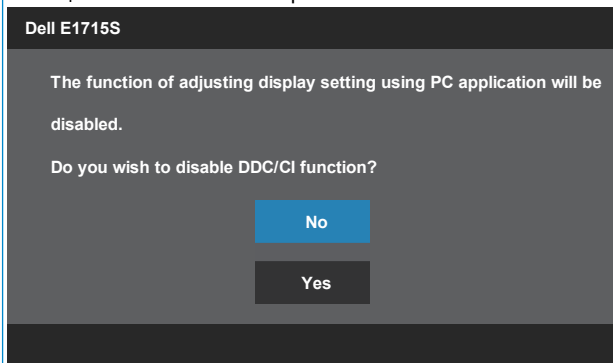 Dell E1715S
The function of adjusting display setting using PC application will be
disabled.
Do you wish to disable DDC/CI function?
No
Yes